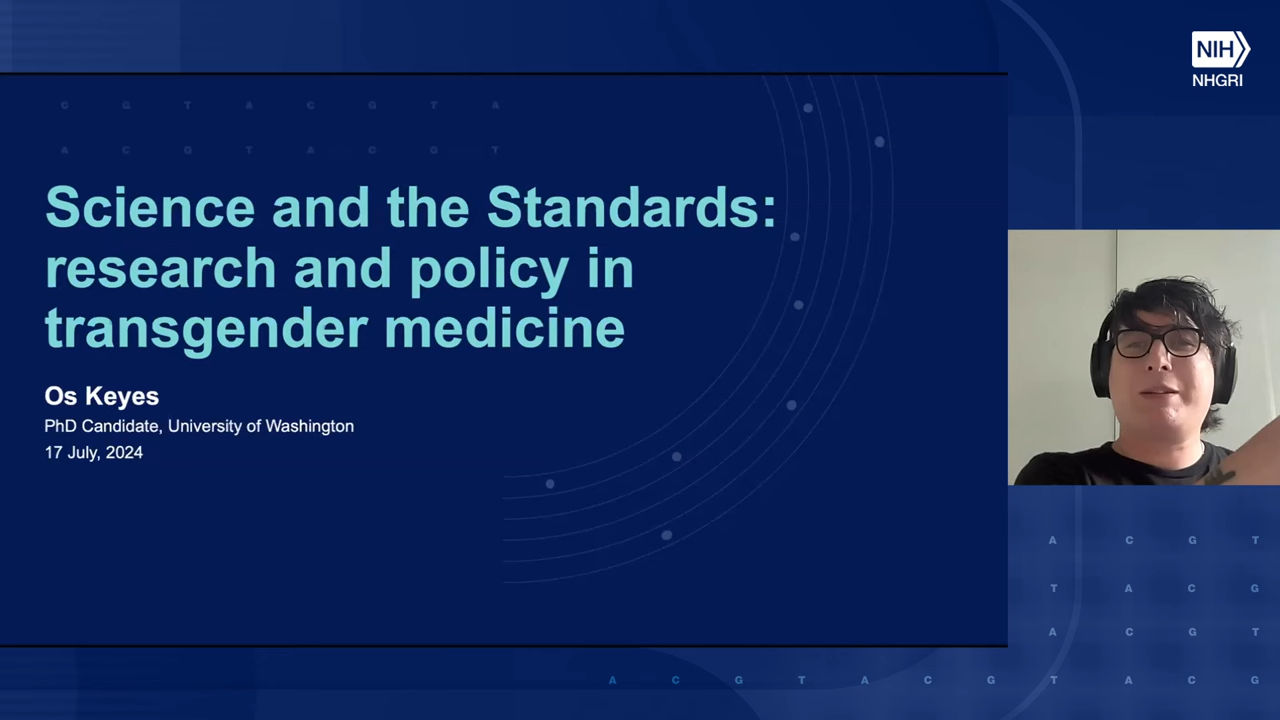 NIH
NHGRI
C G T A C G T A
A C G T A C G T
Science and the Standards:
research and policy in
transgender medicine
Os Keyes
PhD Candidate, University of Washington
17 July, 2024
A C G T
T A C G
A C G T
A C G T A C G T A C G